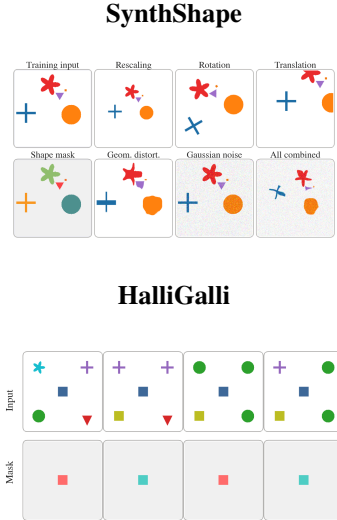 SynthShape
Training input Rescaling Rotation Translation
Shape mask Geom. distort. Gaussian noise All combined
HalliGalli
Input
Mask